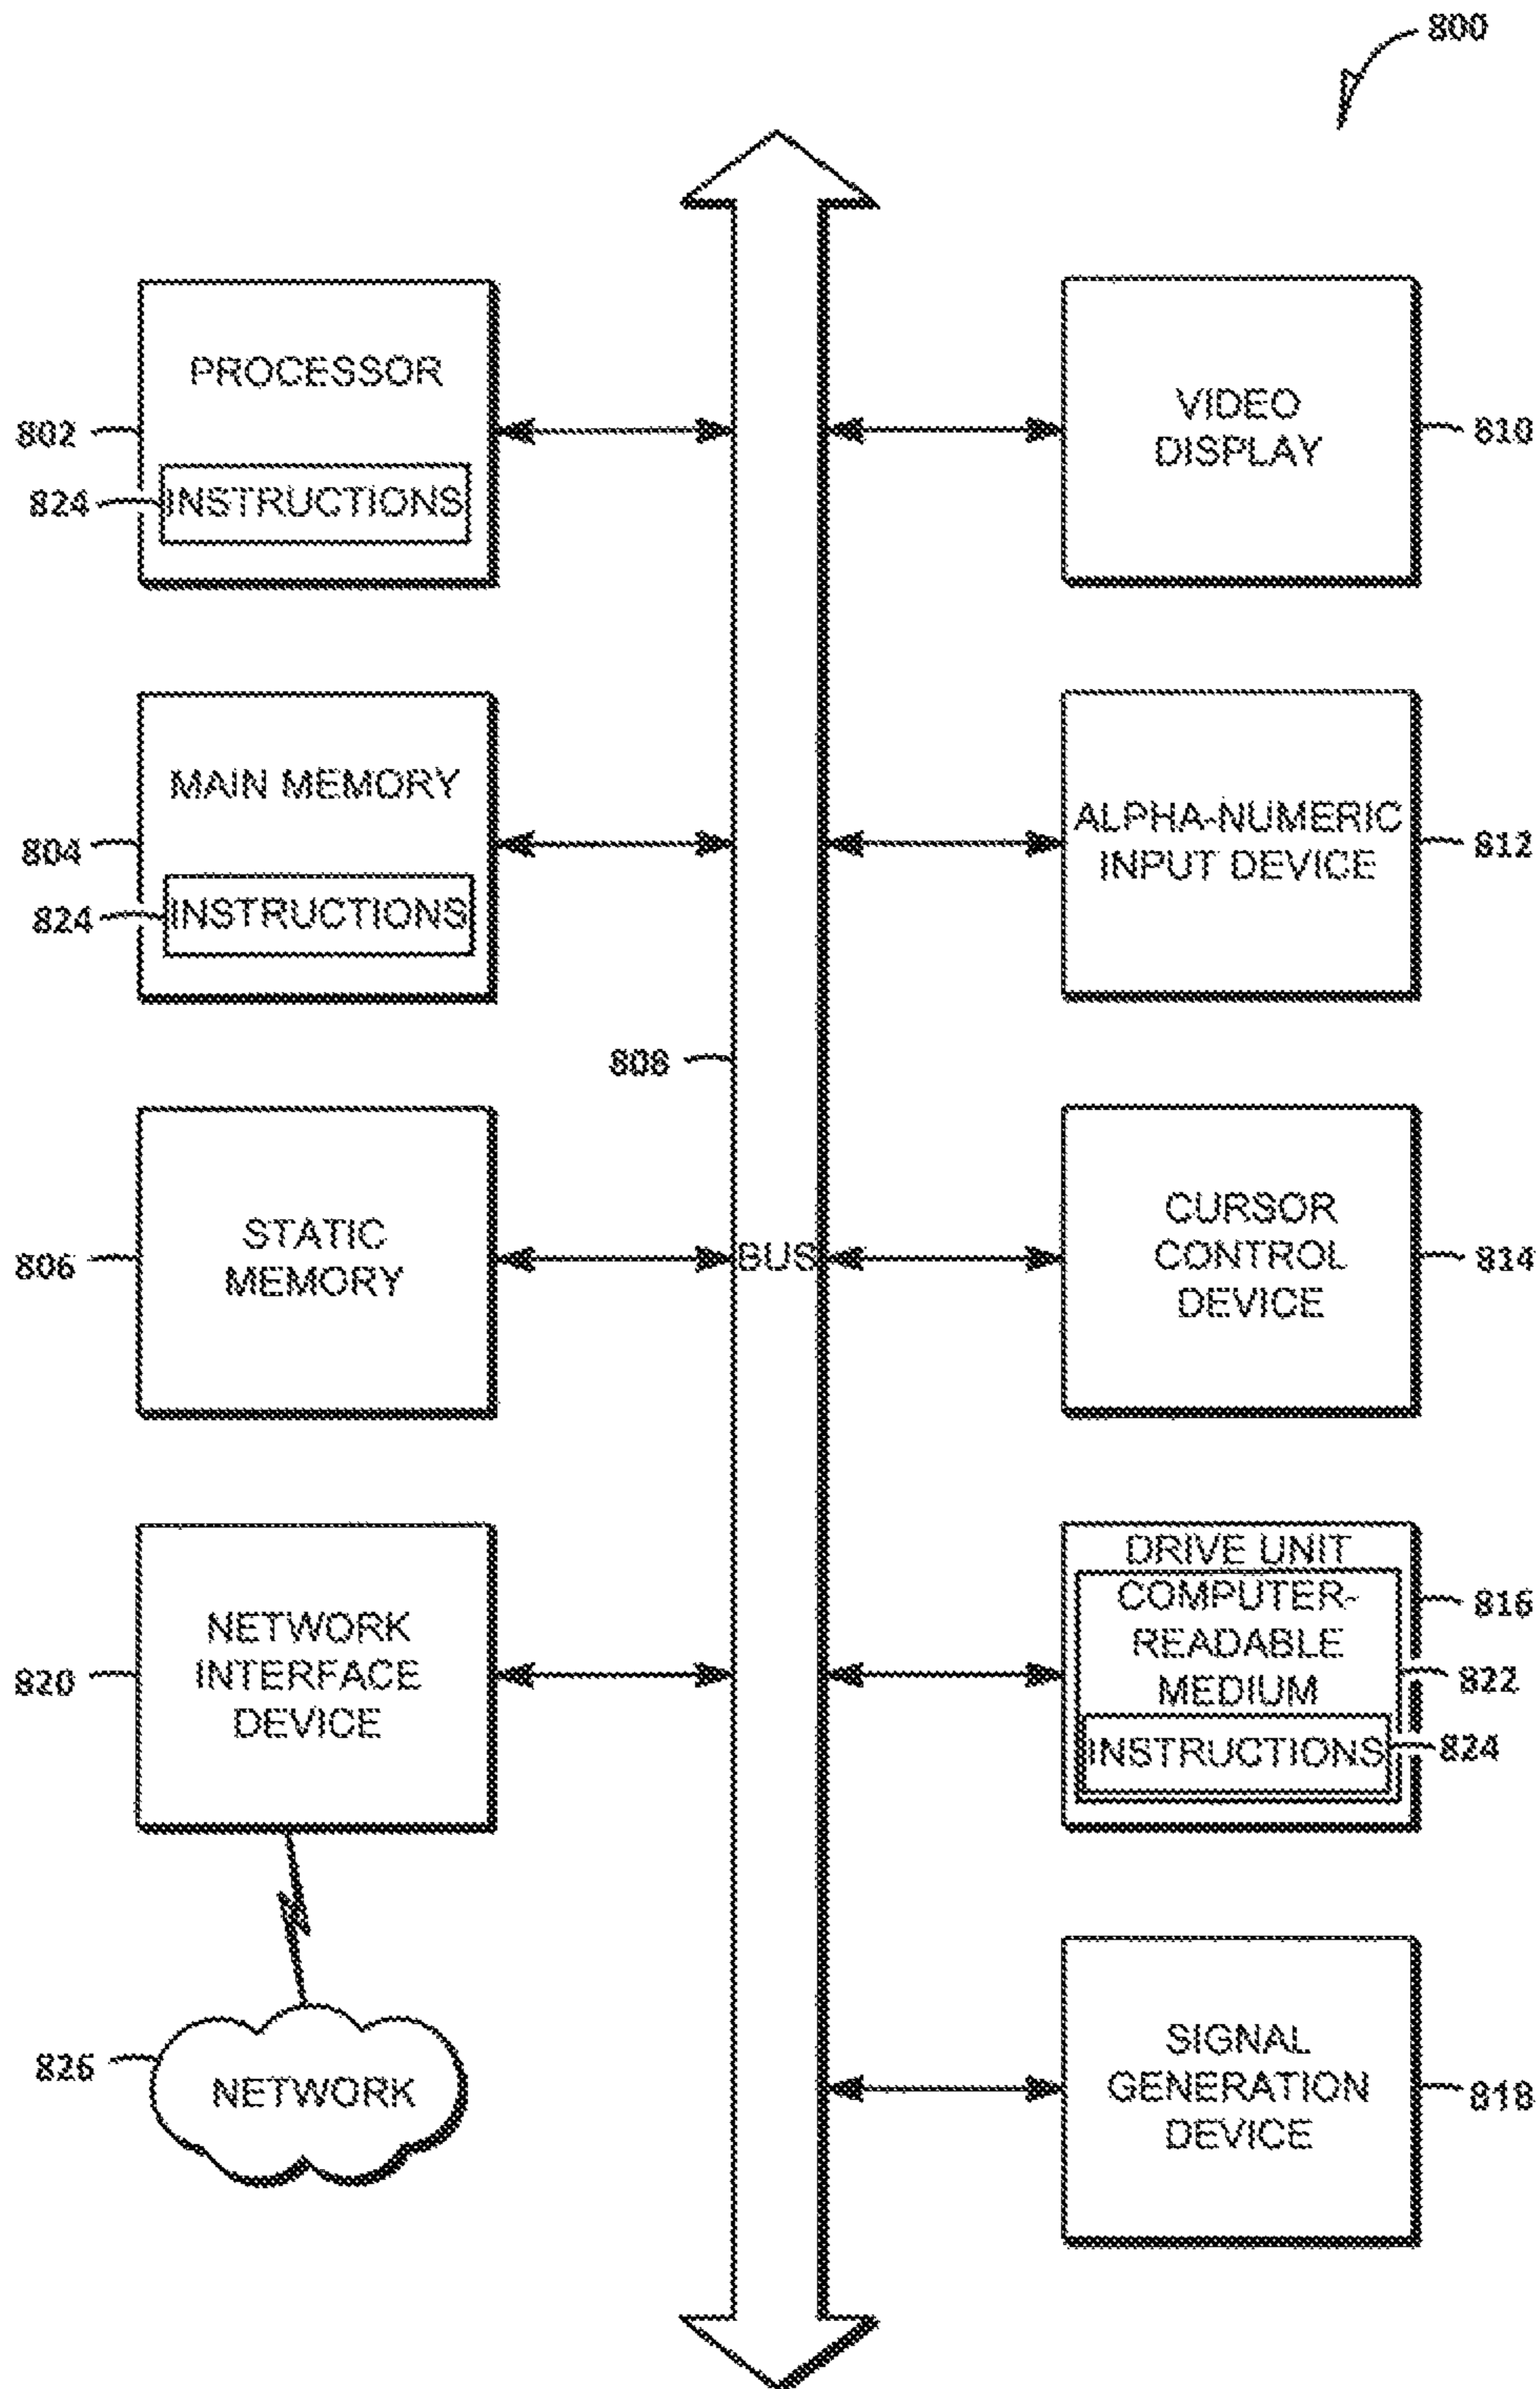 800
PROCESSOR
802
824
INSTRUCTIONS
VIDEO
DISPLAY
810
MAIN MEMORY
804
824
INSTRUCTIONS
ALPHA-NUMERIC
INPUT DEVICE
812
808
STATIC
MEMORY
806
BUS
CURSOR
CONTROL
DEVICE
814
NETWORK
INTERFACE
DEVICE
820
DRIVE UNIT
816
COMPUTER-
READABLE
MEDIUM
822
INSTRUCTIONS
824
826
NETWORK
SIGNAL
GENERATION
DEVICE
818